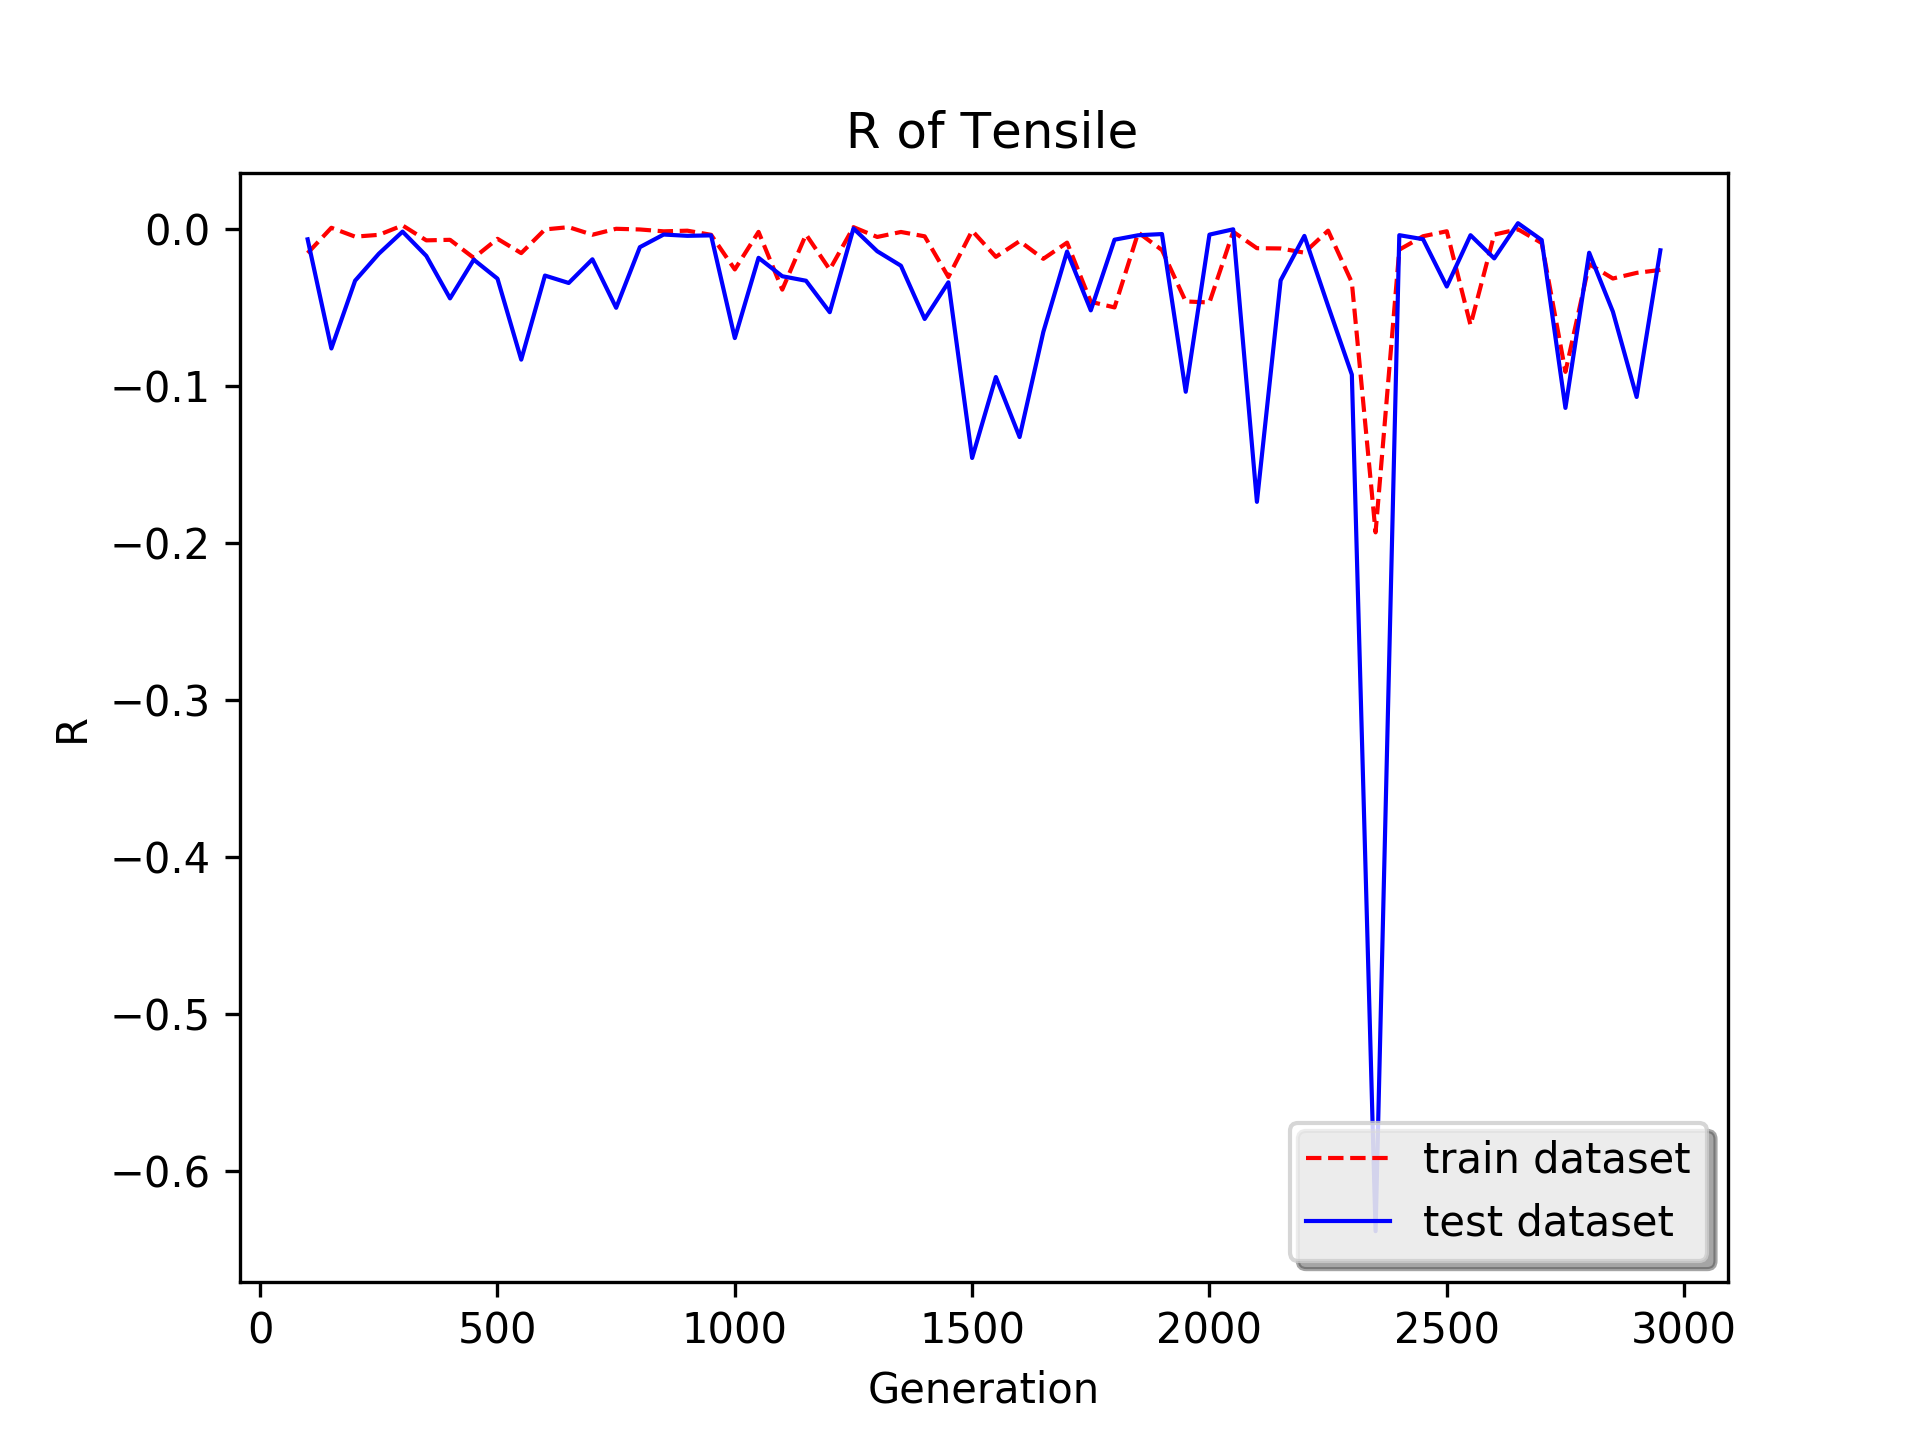 R of Tensile
0.0
−0.1
−0.2
−0.3
−0.4
−0.5
−0.6
R
train dataset
test dataset
0 500 1000 1500 2000 2500 3000
Generation